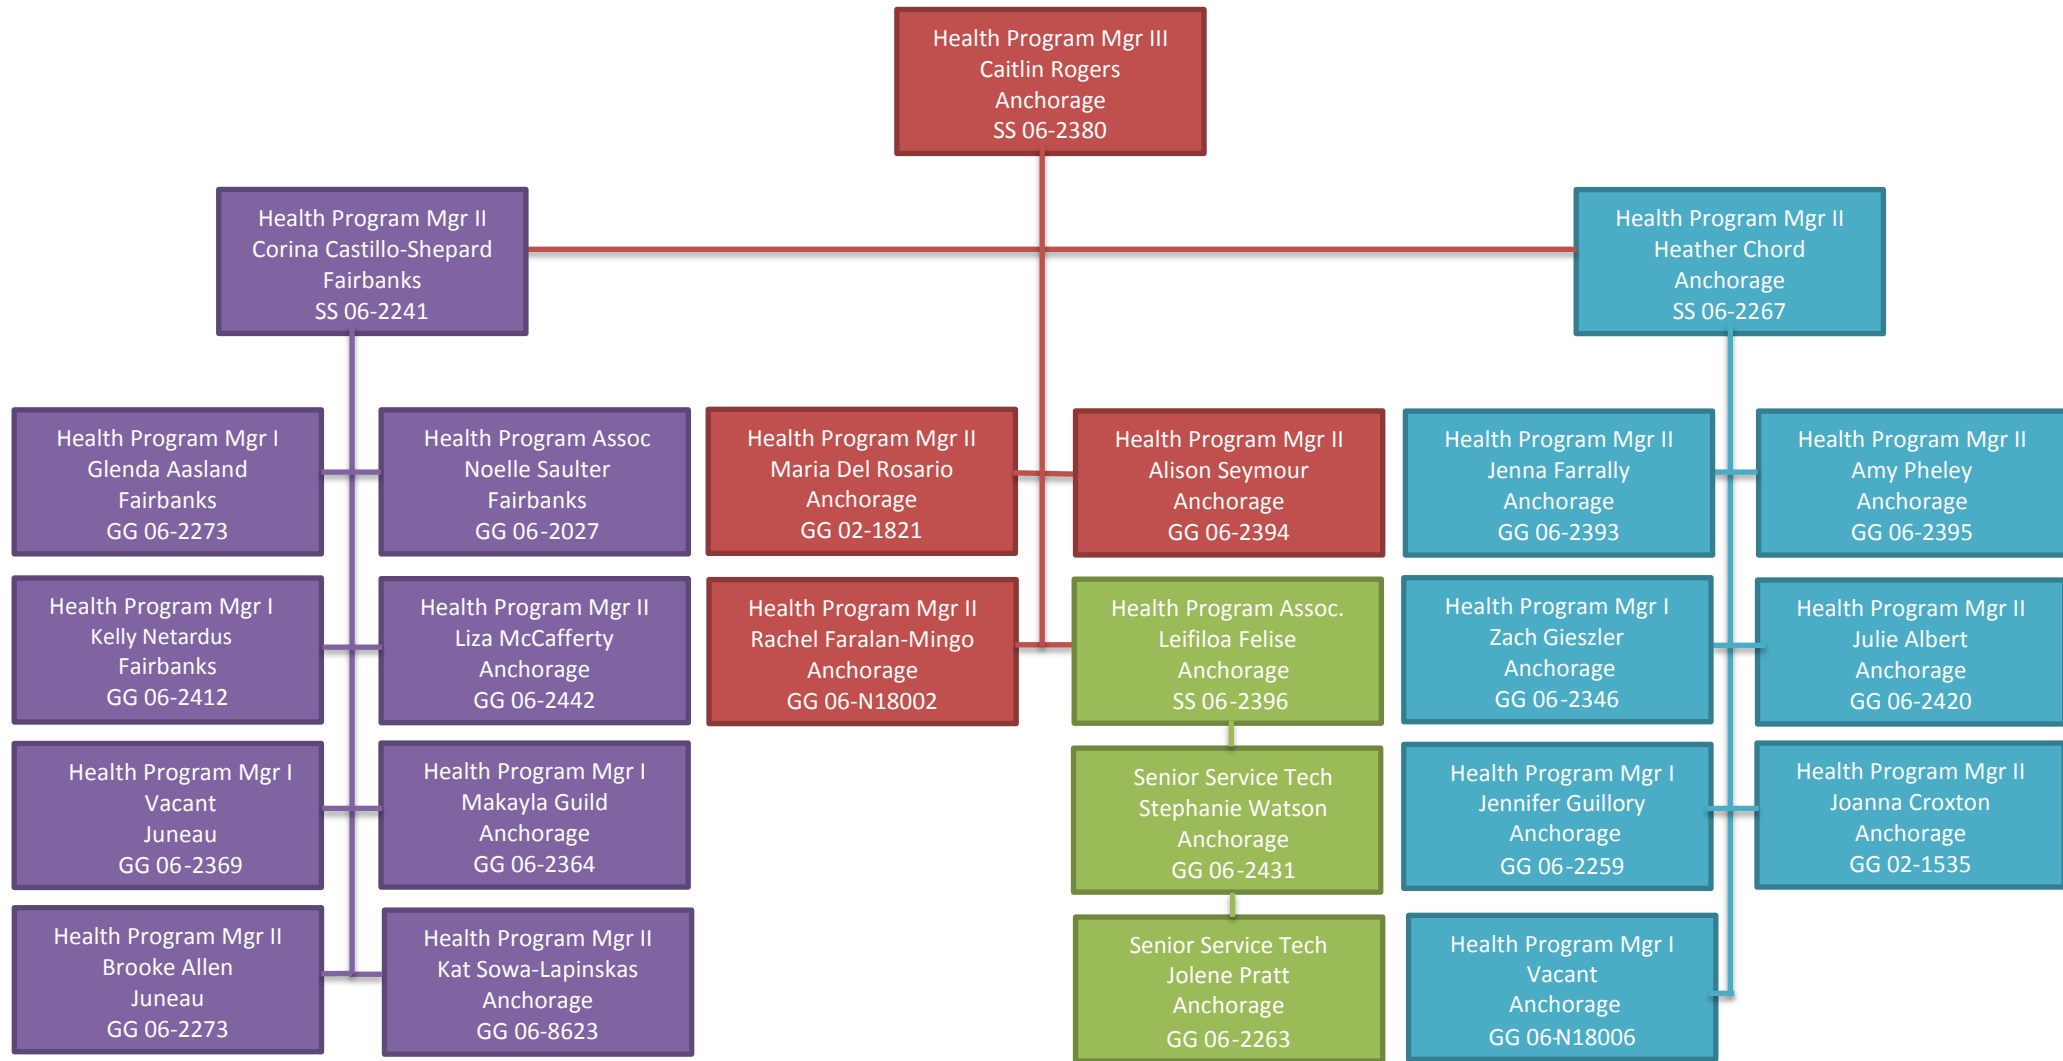 Health Program Mgr III
Caitlin Rogers
Anchorage
SS 06-2380
Health Program Mgr II
Corina Castillo-Shepard
Fairbanks
SS 06-2241
Health Program Mgr II
Heather Chord
Anchorage
SS 06-2267
Health Program Mgr I
Glenda Aasland
Fairbanks
GG 06-2273
Health Program Assoc
Noelle Saulter
Fairbanks
GG 06-2027
Health Program Mgr II
Maria Del Rosario
Anchorage
GG 02-1821
Health Program Mgr II
Alison Seymour
Anchorage
GG 06-2394
Health Program Mgr II
Jenna Farrally
Anchorage
GG 06-2393
Health Program Mgr II
Amy Pheley
Anchorage
GG 06-2395
Health Program Mgr I
Kelly Netardus
Fairbanks
GG 06-2412
Health Program Mgr II
Liza McCafferty
Anchorage
GG 06-2442
Health Program Mgr II
Rachel Faralan-Mingo
Anchorage
GG 06-N18002
Health Program Assoc.
Leifiloa Felise
Anchorage
SS 06-2396
Health Program Mgr I
Zach Gieszler
Anchorage
GG 06-2346
Health Program Mgr II
Julie Albert
Anchorage
GG 06-2420
Health Program Mgr I
Vacant
Juneau
GG 06-2369
Health Program Mgr I
Makayla Guild
Anchorage
GG 06-2364
Senior Service Tech
Stephanie Watson
Anchorage
GG 06-2431
Health Program Mgr I
Jennifer Guillory
Anchorage
GG 06-2259
Health Program Mgr II
Joanna Croxton
Anchorage
GG 02-1535
Health Program Mgr II
Brooke Allen
Juneau
GG 06-2273
Health Program Mgr II
Kat Sowa-Lapinskas
Anchorage
GG 06-8623
Senior Service Tech
Jolene Pratt
Anchorage
GG 06-2263
Health Program Mgr I
Vacant
Anchorage
GG 06-N18006